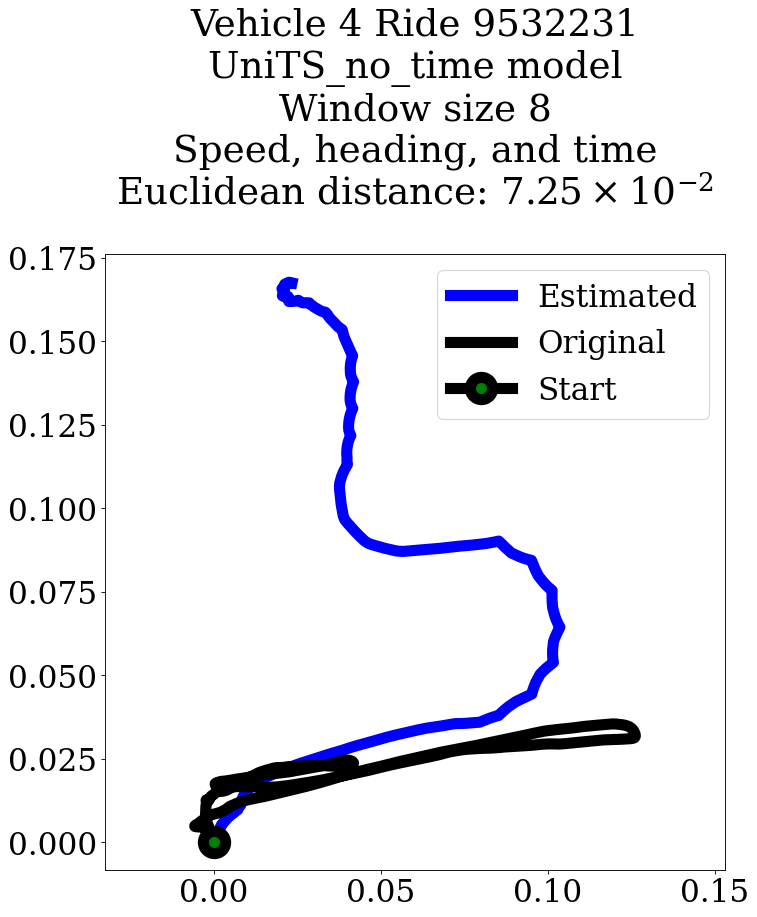 Vehicle 4 Ride 9532231
UniTS_no_time model
Window size 8
Speed, heading, and time
Euclidean distance: 7.25 × 10⁻²
0.175
0.150
0.125
0.100
0.075
0.050
0.025
0.000
Estimated
Original
Start
0.00 0.05 0.10 0.15